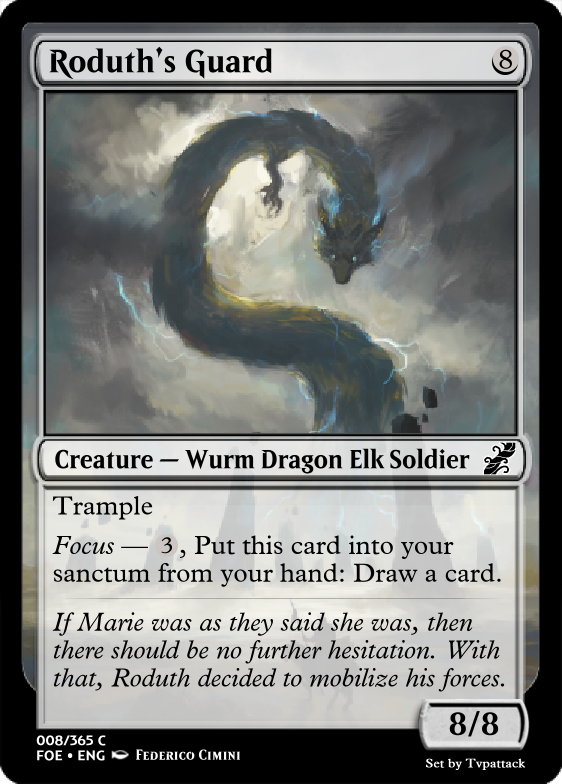 Roduth's Guard 8
Creature — Wurm Dragon Elk Soldier
Trample
Focus — 3, Put this card into your
sanctum from your hand: Draw a card.
If Marie was as they said she was, then
there should be no further hesitation. With
that, Roduth decided to mobilize his forces.
8/8
008/365 C
FOE • ENG Federico Cimini
Set by Tvpattack